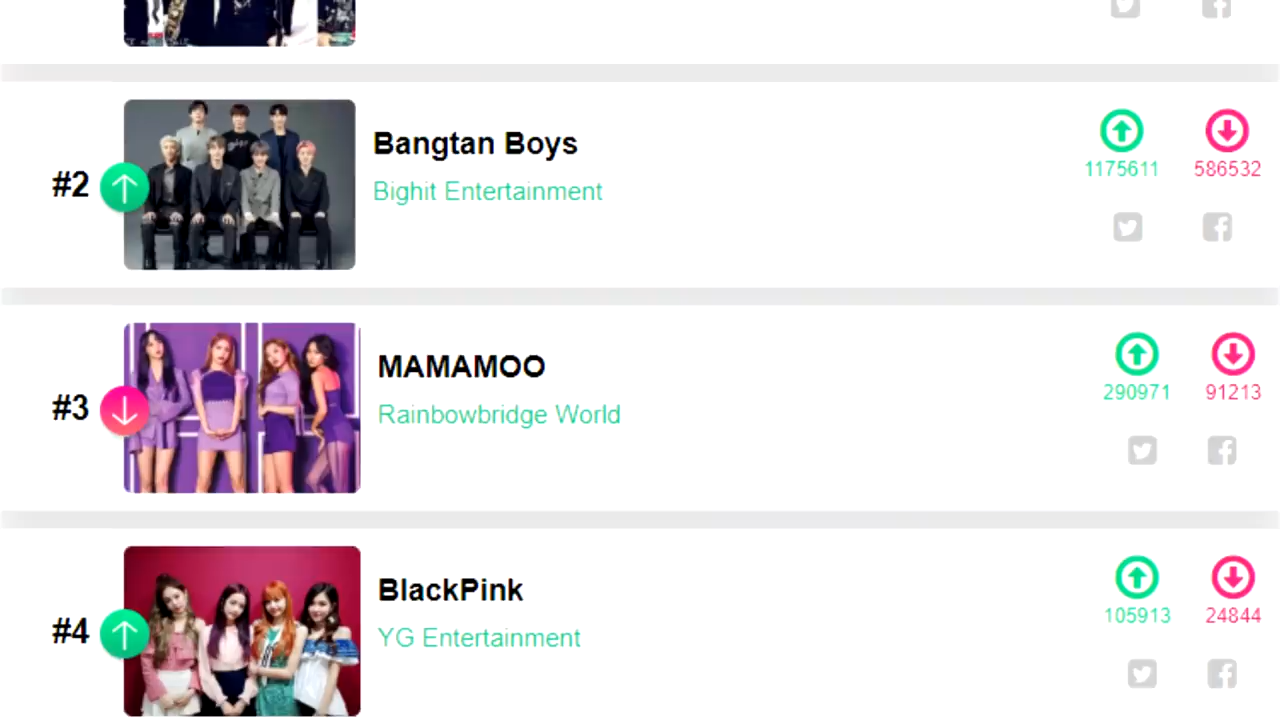 #2
Bangtan Boys
Bighit Entertainment
1175611 586532
#3
MAMAMOO
Rainbowbridge World
290971 91213
#4
BlackPink
YG Entertainment
105913 24844